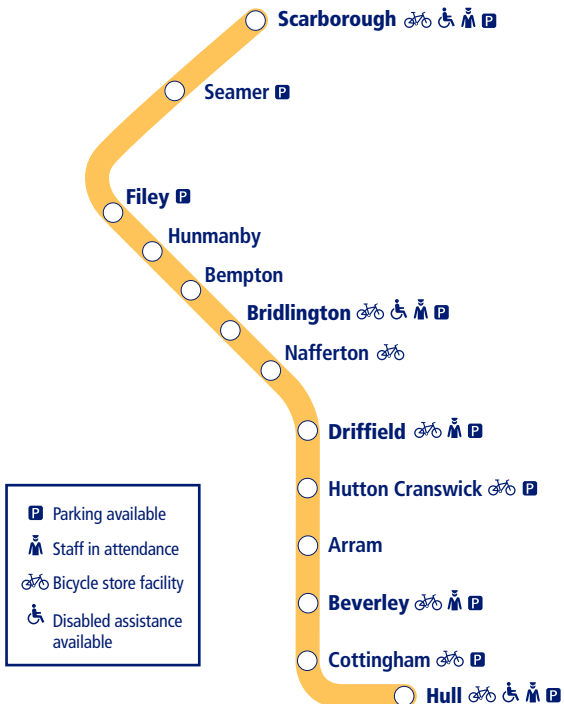 Scarborough P
Seamer P
Filey P
Hunmanby
Bempton
Bridlington P
Nafferton
Driffield P
Hutton Cranswick P
Arram
Beverley P
Cottingham P
Hull P
P Parking available
Staff in attendance
Bicycle store facility
Disabled assistance
available